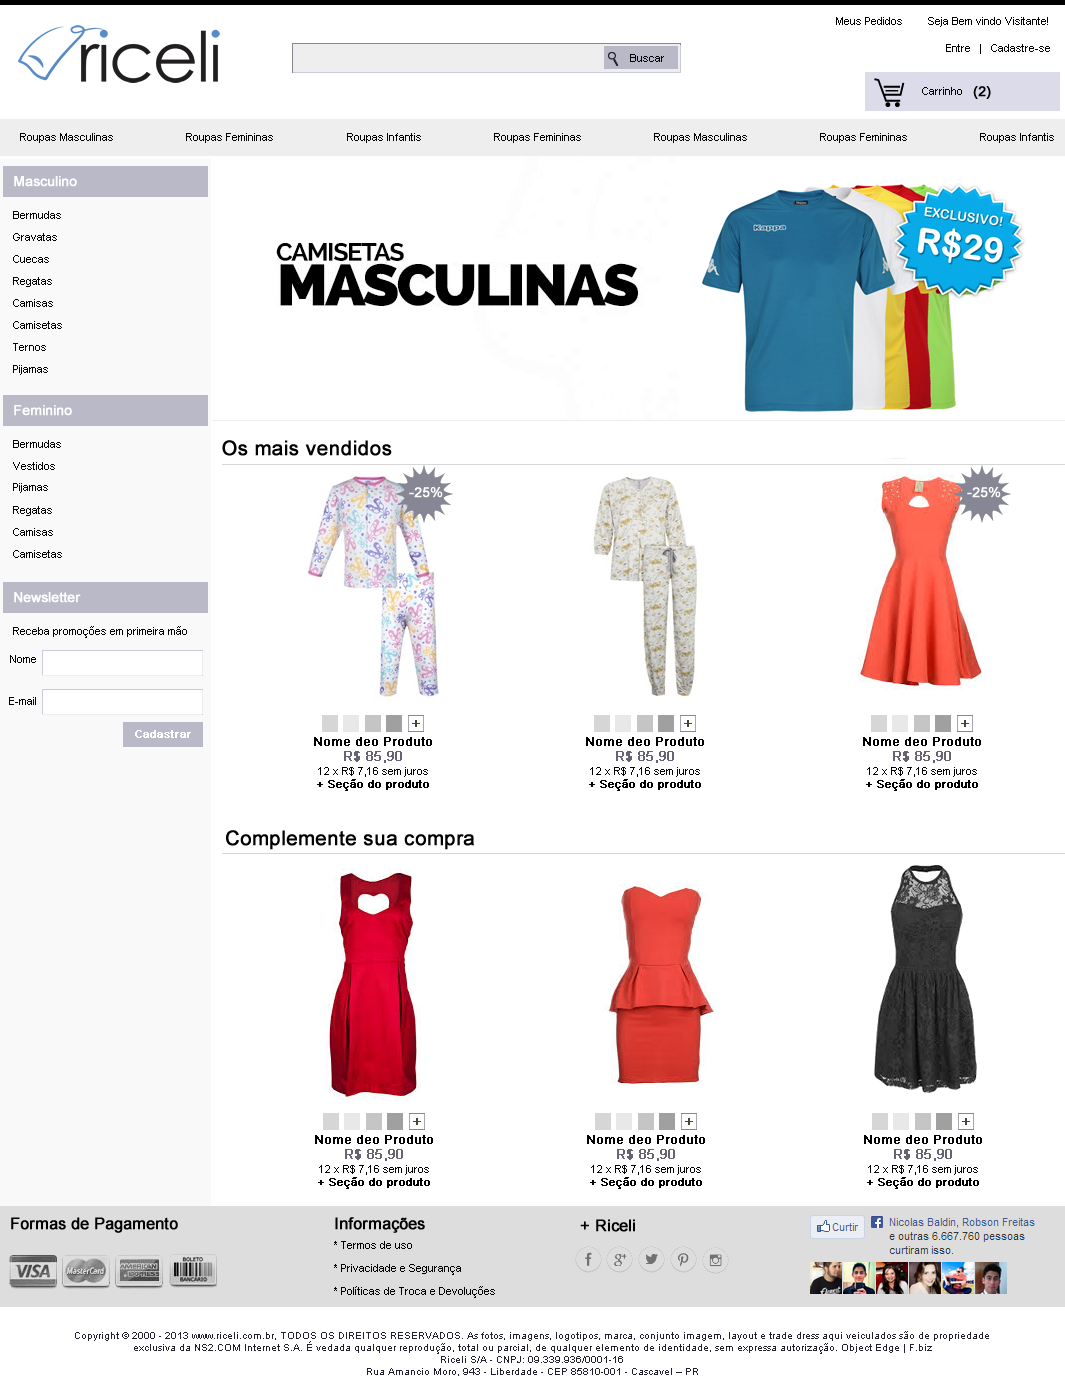 Meus Pedidos Seja Bem vindo Visitante!
riceli
Entre | Cadastre-se
Buscar
Carrinho (2)
Roupas Masculinas Roupas Femininas Roupas Infantis Roupas Femininas Roupas Masculinas Roupas Femininas Roupas Infantis
Masculino
Bermudas
Gravatas
Cuecas
Regatas
Camisas
Camisetas
Ternos
Pijamas
Feminino
Bermudas
Vestidos
Pijamas
Regatas
Camisas
Camisetas
Newsletter
Receba promoções em primeira mão
Nome
E-mail
Cadastrar
CAMISETAS
MASCULINAS
Kappa
EXCLUSIVO!
R$29
Os mais vendidos
-25% -25%
+ + +
Nome deo Produto Nome deo Produto Nome deo Produto
R$ 85,90 R$ 85,90 R$ 85,90
12 x R$ 7,16 sem juros 12 x R$ 7,16 sem juros 12 x R$ 7,16 sem juros
+ Seção do produto + Seção do produto + Seção do produto
Complemente sua compra
+ + +
Nome deo Produto Nome deo Produto Nome deo Produto
R$ 85,90 R$ 85,90 R$ 85,90
12 x R$ 7,16 sem juros 12 x R$ 7,16 sem juros 12 x R$ 7,16 sem juros
+ Seção do produto + Seção do produto + Seção do produto
Formas de Pagamento
VISA MasterCard AMERICAN EXPRESS BOLETO BANCÁRIO
Informações
* Termos de uso
* Privacidade e Segurança
* Políticas de Troca e Devoluções
+ Riceli
f g+
Curtir
Nicolas Baldin, Robson Freitas
e outras 6.667.760 pessoas
curtiram isso.
Copyright © 2000 - 2013 www.riceli.com.br, TODOS OS DIREITOS RESERVADOS. As fotos, imagens, logotipos, marca, conjunto imagem, layout e trade dress aqui veiculados são de propriedade
exclusiva da NS2.COM Internet S.A. É vedada qualquer reprodução, total ou parcial, de qualquer elemento de identidade, sem expressa autorização. Object Edge | F.biz
Riceli S/A - CNPJ: 09.339.936/0001-16
Rua Amancio Moro, 943 - Liberdade - CEP 85810-001 - Cascavel – PR